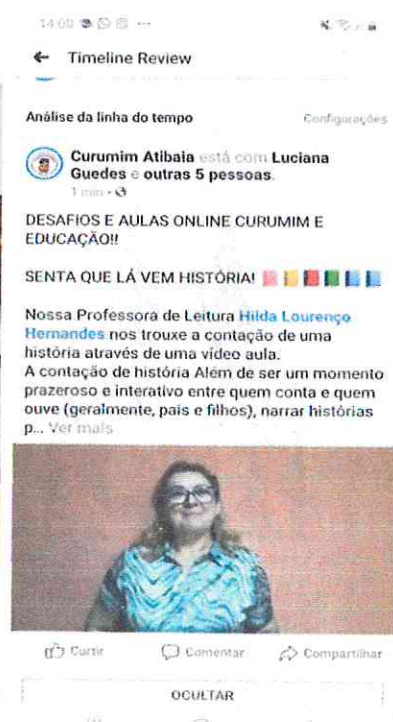 14:00
Timeline Review
Análise da linha do tempo
Configurações
Curumim Atibaia está com Luciana
Guedes e outras 5 pessoas.
1 min
DESAFIOS E AULAS ONLINE CURUMIM E
EDUCAÇÃO!!
SENTA QUE LÁ VEM HISTÓRIA!
Nossa Professora de Leitura Hilda Lourenço
Hernandes nos trouxe a contação de uma
história através de uma vídeo aula.
A contação de história Além de ser um momento
prazeroso e interativo entre quem conta e quem
ouve (geralmente, pais e filhos), narrar histórias
p... Ver mais
Curtir
Comentar
Compartilhar
OCULTAR